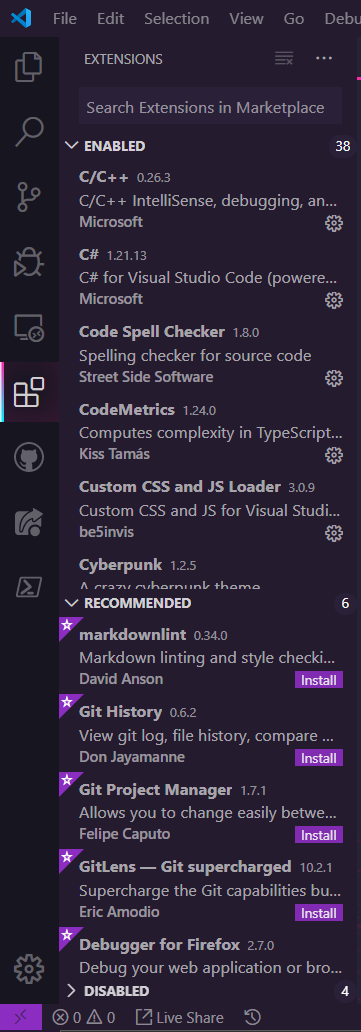 File Edit Selection View Go Debu
EXTENSIONS
Search Extensions in Marketplace
ENABLED 38
C/C++ 0.26.3
C/C++ IntelliSense, debugging, an...
Microsoft
C# 1.21.13
C# for Visual Studio Code (powere...
Microsoft
Code Spell Checker 1.8.0
Spelling checker for source code
Street Side Software
CodeMetrics 1.24.0
Computes complexity in TypeScript...
Kiss Tamás
Custom CSS and JS Loader 3.0.9
Custom CSS and JS for Visual Studi...
be5invis
Cyberpunk 1.2.5
A crazy cyberpunk theme
RECOMMENDED 6
markdownlint 0.34.0
Markdown linting and style checki...
David Anson Install
Git History 0.6.2
View git log, file history, compare ...
Don Jayamanne Install
Git Project Manager 1.7.1
Allows you to change easily betwe...
Felipe Caputo Install
GitLens — Git supercharged 10.2.1
Supercharge the Git capabilities bu...
Eric Amodio Install
Debugger for Firefox 2.7.0
Debug your web application or bro...
DISABLED 4
0 0 Live Share